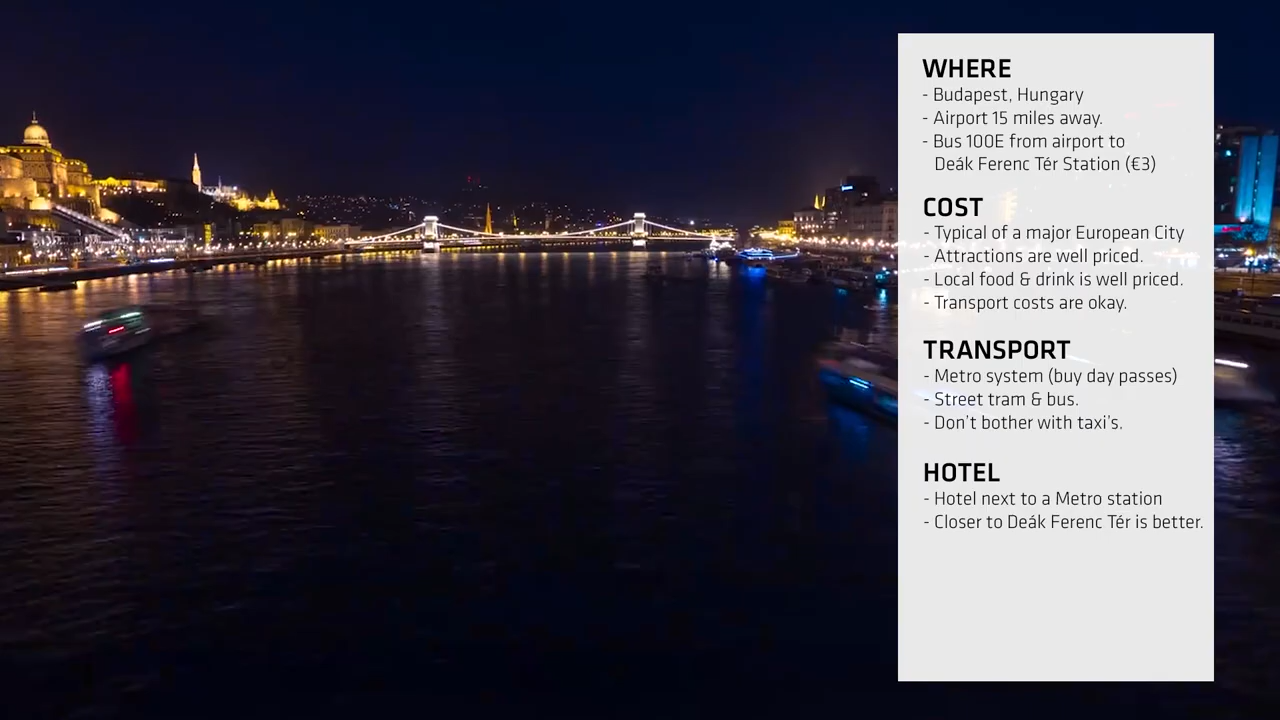 WHERE
- Budapest, Hungary
- Airport 15 miles away.
- Bus 100E from airport to
Deák Ferenc Tér Station (€3)
COST
- Typical of a major European City
- Attractions are well priced.
- Local food & drink is well priced.
- Transport costs are okay.
TRANSPORT
- Metro system (buy day passes)
- Street tram & bus.
- Don't bother with taxi's.
HOTEL
- Hotel next to a Metro station
- Closer to Deák Ferenc Tér is better.